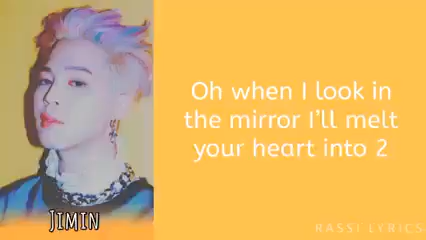 Oh when I look in
the mirror I'll melt
your heart into 2
Jimin
RASSI LYRICS